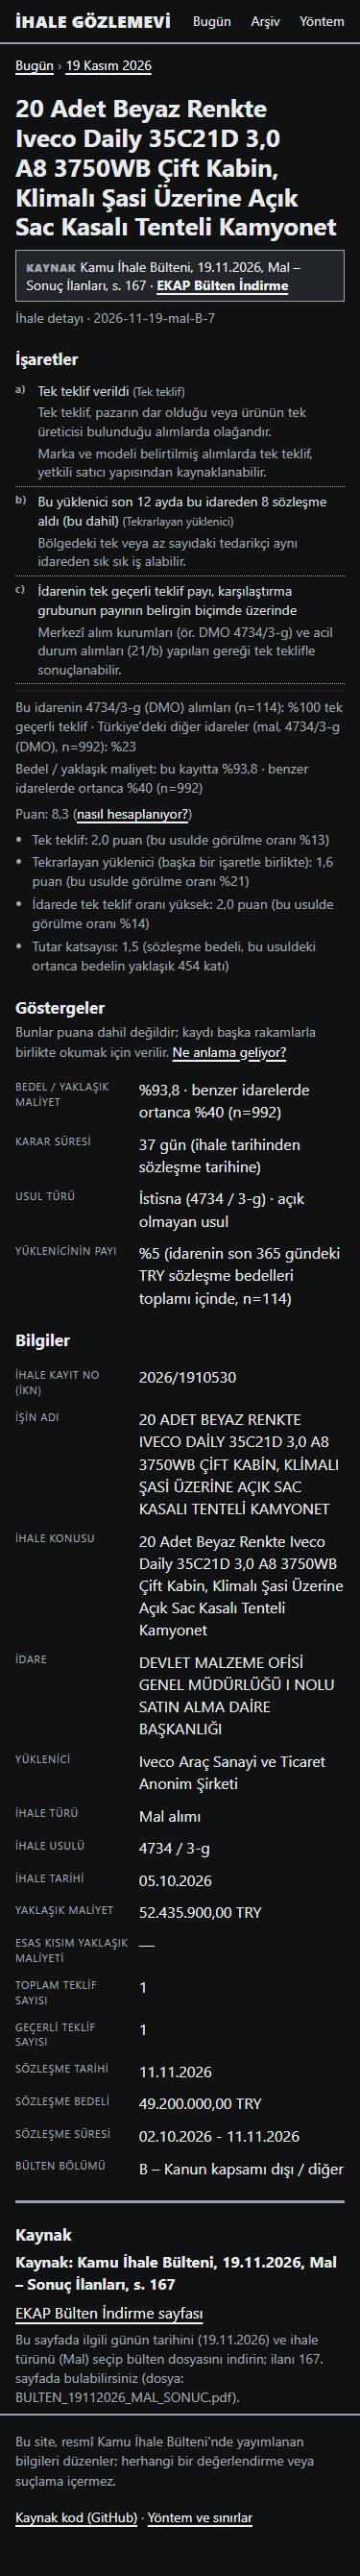 İHALE GÖZLEMEVİ Bugün Arşiv Yöntem
Bugün › 19 Kasım 2026
20 Adet Beyaz Renkte
Iveco Daily 35C21D 3,0
A8 3750WB Çift Kabin,
Klimalı Şasi Üzerine Açık
Sac Kasalı Tenteli Kamyonet
KAYNAK Kamu İhale Bülteni, 19.11.2026, Mal –
Sonuç İlanları, s. 167 · EKAP Bülten İndirme
İhale detayı · 2026-11-19-mal-B-7
İşaretler
a) Tek teklif verildi (Tek teklif)
Tek teklif, pazarın dar olduğu veya ürünün tek
üreticisi bulunduğu alımlarda olağandır.
Marka ve modeli belirtilmiş alımlarda tek teklif,
yetkili satıcı yapısından kaynaklanabilir.
b) Bu yüklenici son 12 ayda bu idareden 8 sözleşme
aldı (bu dahil) (Tekrarlayan yüklenici)
Bölgedeki tek veya az sayıdaki tedarikçi aynı
idareden sık sık iş alabilir.
c) İdarenin tek geçerli teklif payı, karşılaştırma
grubunun payının belirgin biçimde üzerinde
Merkezî alım kurumları (ör. DMO 4734/3-g) ve acil
durum alımları (21/b) yapıları gereği tek teklifle
sonuçlanabilir.
Bu idarenin 4734/3-g (DMO) alımları (n=114): %100 tek
geçerli teklif · Türkiye'deki diğer idareler (mal, 4734/3-g
(DMO), n=992): %23
Bedel / yaklaşık maliyet: bu kayıtta %93,8 · benzer
idarelerde ortanca %40 (n=992)
Puan: 8,3 (nasıl hesaplanıyor?)
• Tek teklif: 2,0 puan (bu usulde görülme oranı %13)
• Tekrarlayan yüklenici (başka bir işaretle birlikte): 1,6
puan (bu usulde görülme oranı %21)
• İdarede tek teklif oranı yüksek: 2,0 puan (bu usulde
görülme oranı %14)
• Tutar katsayısı: 1,5 (sözleşme bedeli, bu usuldeki
ortanca bedelin yaklaşık 454 katı)
Göstergeler
Bunlar puana dahil değildir; kaydı başka rakamlarla
birlikte okumak için verilir. Ne anlama geliyor?
BEDEL / YAKLAŞIK
MALİYET
%93,8 · benzer idarelerde
ortanca %40 (n=992)
KARAR SÜRESİ
37 gün (ihale tarihinden
sözleşme tarihine)
USUL TÜRÜ
İstisna (4734 / 3-g) · açık
olmayan usul
YÜKLENİCİNİN PAYI
%5 (idarenin son 365 gündeki
TRY sözleşme bedelleri
toplamı içinde, n=114)
Bilgiler
İHALE KAYIT NO
(İKN)
2026/1910530
İŞİN ADI
20 ADET BEYAZ RENKTE
IVECO DAİLY 35C21D 3,0 A8
3750WB ÇİFT KABİN, KLİMALI
ŞASİ ÜZERİNE AÇIK SAC
KASALI TENTELİ KAMYONET
İHALE KONUSU
20 Adet Beyaz Renkte Iveco
Daily 35C21D 3,0 A8 3750WB
Çift Kabin, Klimalı Şasi Üzerine
Açık Sac Kasalı Tenteli
Kamyonet
İDARE
DEVLET MALZEME OFİSİ
GENEL MÜDÜRLÜĞÜ I NOLU
SATIN ALMA DAİRE
BAŞKANLIĞI
YÜKLENİCİ
Iveco Araç Sanayi ve Ticaret
Anonim Şirketi
İHALE TÜRÜ
Mal alımı
İHALE USULÜ
4734 / 3-g
İHALE TARİHİ
05.10.2026
YAKLAŞIK MALİYET
52.435.900,00 TRY
ESAS KISIM YAKLAŞIK
MALİYETİ
—
TOPLAM TEKLİF
SAYISI
1
GEÇERLİ TEKLİF
SAYISI
1
SÖZLEŞME TARİHİ
11.11.2026
SÖZLEŞME BEDELİ
49.200.000,00 TRY
SÖZLEŞME SÜRESİ
02.10.2026 - 11.11.2026
BÜLTEN BÖLÜMÜ
B – Kanun kapsamı dışı / diğer
Kaynak
Kaynak: Kamu İhale Bülteni, 19.11.2026, Mal
– Sonuç İlanları, s. 167
EKAP Bülten İndirme sayfası
Bu sayfada ilgili günün tarihini (19.11.2026) ve ihale
türünü (Mal) seçip bülten dosyasını indirin; ilanı 167.
sayfada bulabilirsiniz (dosya:
BULTEN_19112026_MAL_SONUC.pdf).
Bu site, resmî Kamu İhale Bülteni'nde yayımlanan
bilgileri düzenler; herhangi bir değerlendirme veya
suçlama içermez.
Kaynak kod (GitHub) · Yöntem ve sınırlar